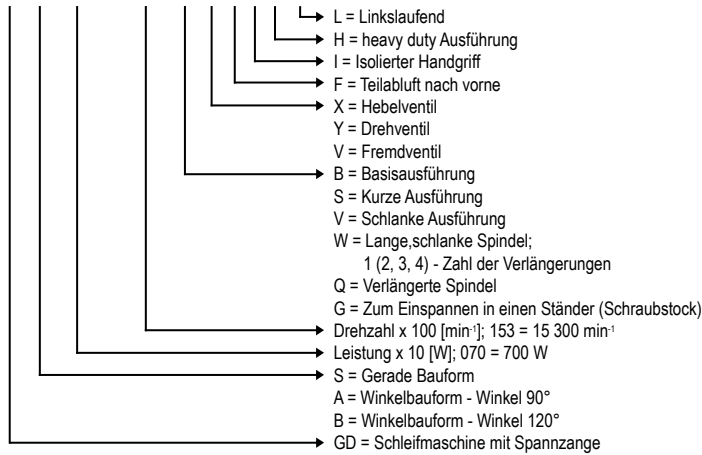 L = Linkslaufend
H = heavy duty Ausführung
I = Isolierter Handgriff
F = Teilabluft nach vorne
X = Hebelventil
Y = Drehventil
V = Fremdventil
B = Basisausführung
S = Kurze Ausführung
V = Schlanke Ausführung
W = Lange,schlanke Spindel;
1 (2, 3, 4) - Zahl der Verlängerungen
Q = Verlängerte Spindel
G = Zum Einspannen in einen Ständer (Schraubstock)
Drehzahl x 100 [min-1]; 153 = 15 300 min-1
Leistung x 10 [W]; 070 = 700 W
S = Gerade Bauform
A = Winkelbauform - Winkel 90°
B = Winkelbauform - Winkel 120°
GD = Schleifmaschine mit Spannzange